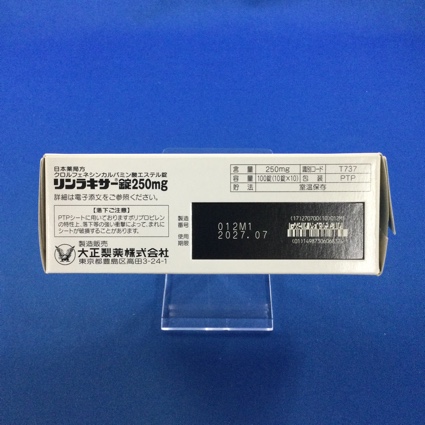 日本薬局方
クロルフェネシンカルバミン酸エステル錠
リンラキサー錠250mg
詳細は電子添文をご参照ください。
【落下ご注意】
PTPシートに用いておりますポリプロピレン
の特性上、落下等の強い衝撃によって、まれに
シートが破損することがあります。
製造販売
大正製薬株式会社
東京都豊島区高田3-24-1
含量 250mg 識別コード T737
容量 100錠(10錠×10) 包装 PTP
貯法 室温保存
製造番号 012M1
使用期限 2027.07